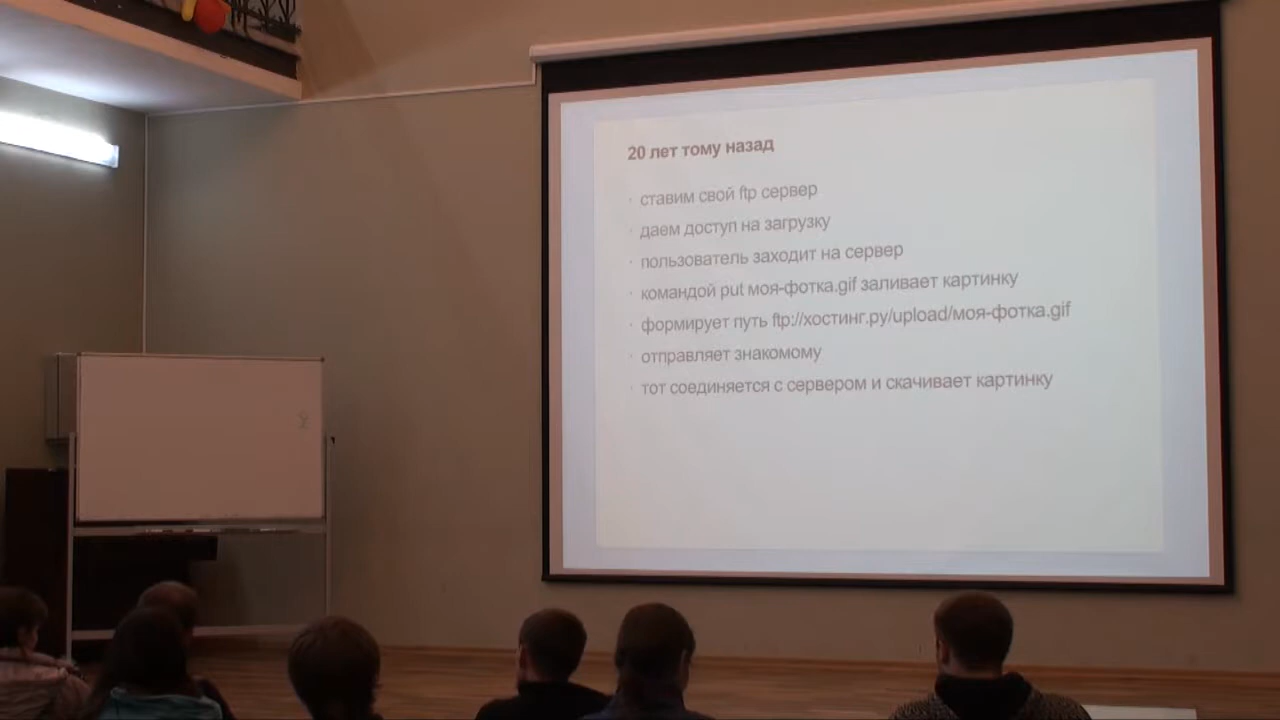 20 лет тому назад
· ставим свой ftp сервер
· даем доступ на загрузку
· пользователь заходит на сервер
· командой put моя-фотка.gif заливает картинку
· формирует путь ftp://хостинг.ру/upload/моя-фотка.gif
· отправляет знакомому
· тот соединяется с сервером и скачивает картинку